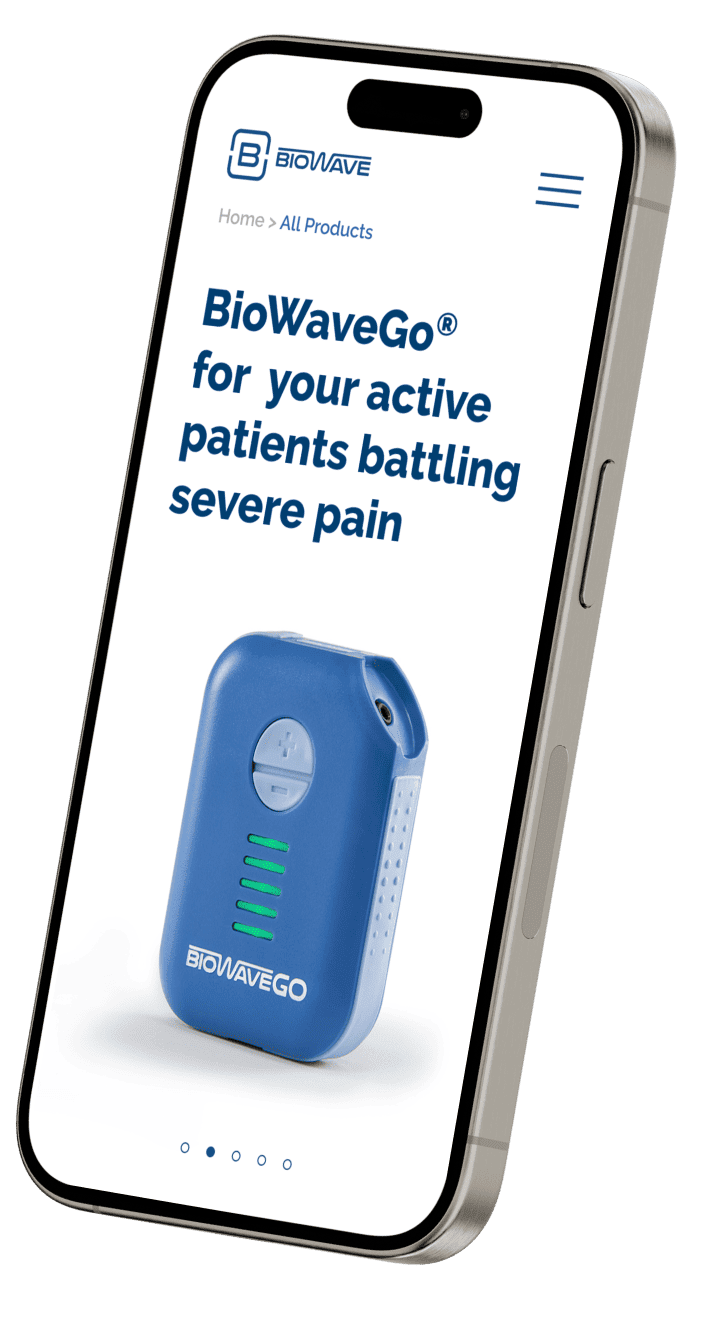 B BIOWAVE
Home > All Products
BioWaveGo®
for your active
patients battling
severe pain
+
-
BIOWAVEGO